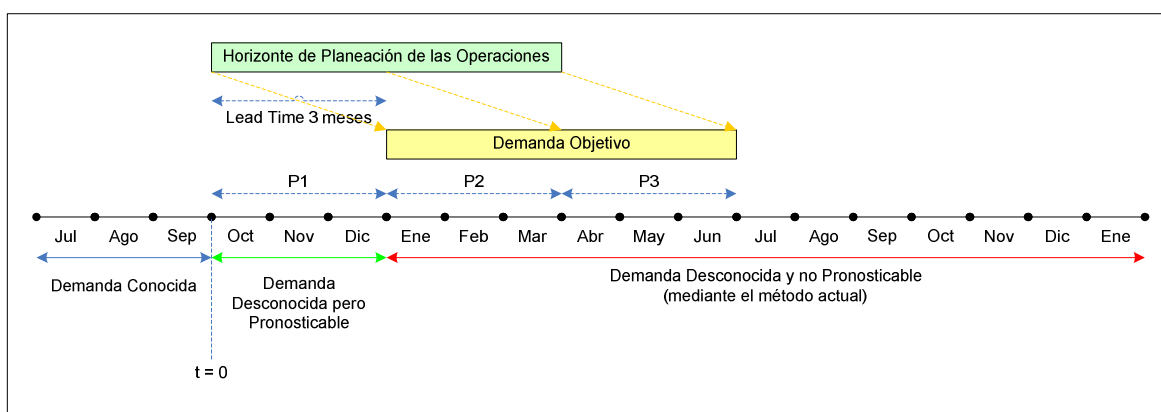 Horizonte de Planeación de las Operaciones
Lead Time 3 meses
Demanda Objetivo
P1 P2 P3
Jul Ago Sep Oct Nov Dic Ene Feb Mar Abr May Jun Jul Ago Sep Oct Nov Dic Ene
Demanda Conocida
Demanda
Desconocida pero
Pronosticable
Demanda Desconocida y no Pronosticable
(mediante el método actual)
t = 0